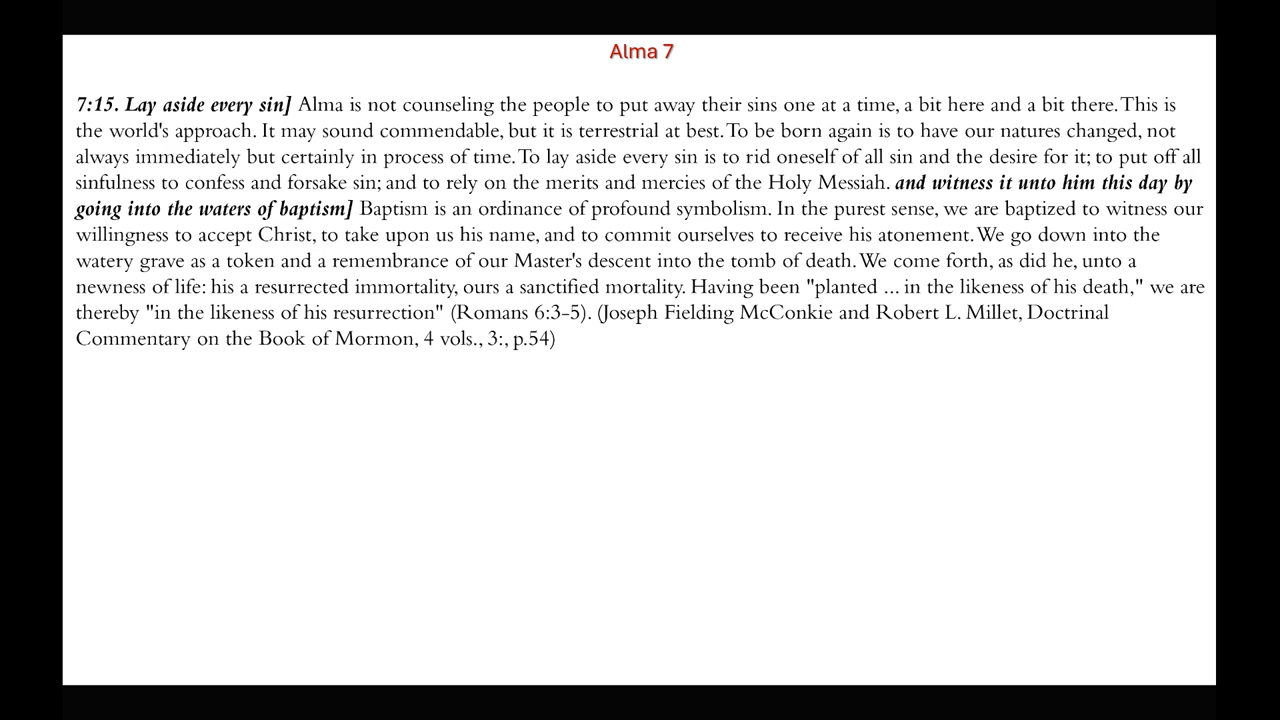 Alma 7
7:15. Lay aside every sin] Alma is not counseling the people to put away their sins one at a time, a bit here and a bit there. This is
the world's approach. It may sound commendable, but it is terrestrial at best. To be born again is to have our natures changed, not
always immediately but certainly in process of time. To lay aside every sin is to rid oneself of all sin and the desire for it; to put off all
sinfulness to confess and forsake sin; and to rely on the merits and mercies of the Holy Messiah. and witness it unto him this day by
going into the waters of baptism] Baptism is an ordinance of profound symbolism. In the purest sense, we are baptized to witness our
willingness to accept Christ, to take upon us his name, and to commit ourselves to receive his atonement. We go down into the
watery grave as a token and a remembrance of our Master's descent into the tomb of death. We come forth, as did he, unto a
newness of life: his a resurrected immortality, ours a sanctified mortality. Having been "planted ... in the likeness of his death," we are
thereby "in the likeness of his resurrection" (Romans 6:3-5). (Joseph Fielding McConkie and Robert L. Millet, Doctrinal
Commentary on the Book of Mormon, 4 vols., 3:, p.54)